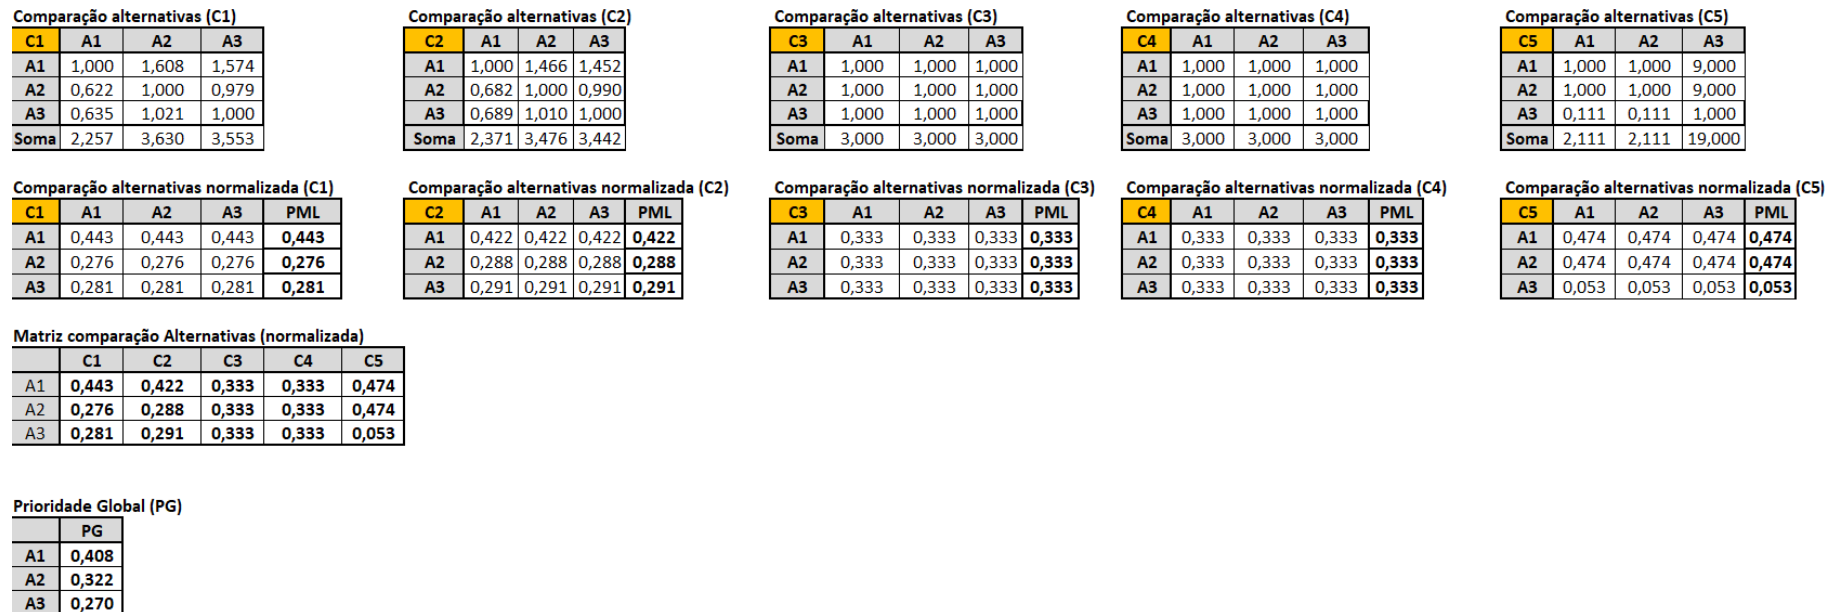 Comparação alternativas (C1)
C1 A1 A2 A3
A1 1,000 1,608 1,574
A2 0,622 1,000 0,979
A3 0,635 1,021 1,000
Soma 2,257 3,630 3,553
Comparação alternativas (C2)
C2 A1 A2 A3
A1 1,000 1,466 1,452
A2 0,682 1,000 0,990
A3 0,689 1,010 1,000
Soma 2,371 3,476 3,442
Comparação alternativas (C3)
C3 A1 A2 A3
A1 1,000 1,000 1,000
A2 1,000 1,000 1,000
A3 1,000 1,000 1,000
Soma 3,000 3,000 3,000
Comparação alternativas (C4)
C4 A1 A2 A3
A1 1,000 1,000 1,000
A2 1,000 1,000 1,000
A3 1,000 1,000 1,000
Soma 3,000 3,000 3,000
Comparação alternativas (C5)
C5 A1 A2 A3
A1 1,000 1,000 9,000
A2 1,000 1,000 9,000
A3 0,111 0,111 1,000
Soma 2,111 2,111 19,000
Comparação alternativas normalizada (C1)
C1 A1 A2 A3 PML
A1 0,443 0,443 0,443 0,443
A2 0,276 0,276 0,276 0,276
A3 0,281 0,281 0,281 0,281
Comparação alternativas normalizada (C2)
C2 A1 A2 A3 PML
A1 0,422 0,422 0,422 0,422
A2 0,288 0,288 0,288 0,288
A3 0,291 0,291 0,291 0,291
Comparação alternativas normalizada (C3)
C3 A1 A2 A3 PML
A1 0,333 0,333 0,333 0,333
A2 0,333 0,333 0,333 0,333
A3 0,333 0,333 0,333 0,333
Comparação alternativas normalizada (C4)
C4 A1 A2 A3 PML
A1 0,333 0,333 0,333 0,333
A2 0,333 0,333 0,333 0,333
A3 0,333 0,333 0,333 0,333
Comparação alternativas normalizada (C5)
C5 A1 A2 A3 PML
A1 0,474 0,474 0,474 0,474
A2 0,474 0,474 0,474 0,474
A3 0,053 0,053 0,053 0,053
Matriz comparação Alternativas (normalizada)
C1 C2 C3 C4 C5
A1 0,443 0,422 0,333 0,333 0,474
A2 0,276 0,288 0,333 0,333 0,474
A3 0,281 0,291 0,333 0,333 0,053
Prioridade Global (PG)
PG
A1 0,408
A2 0,322
A3 0,270